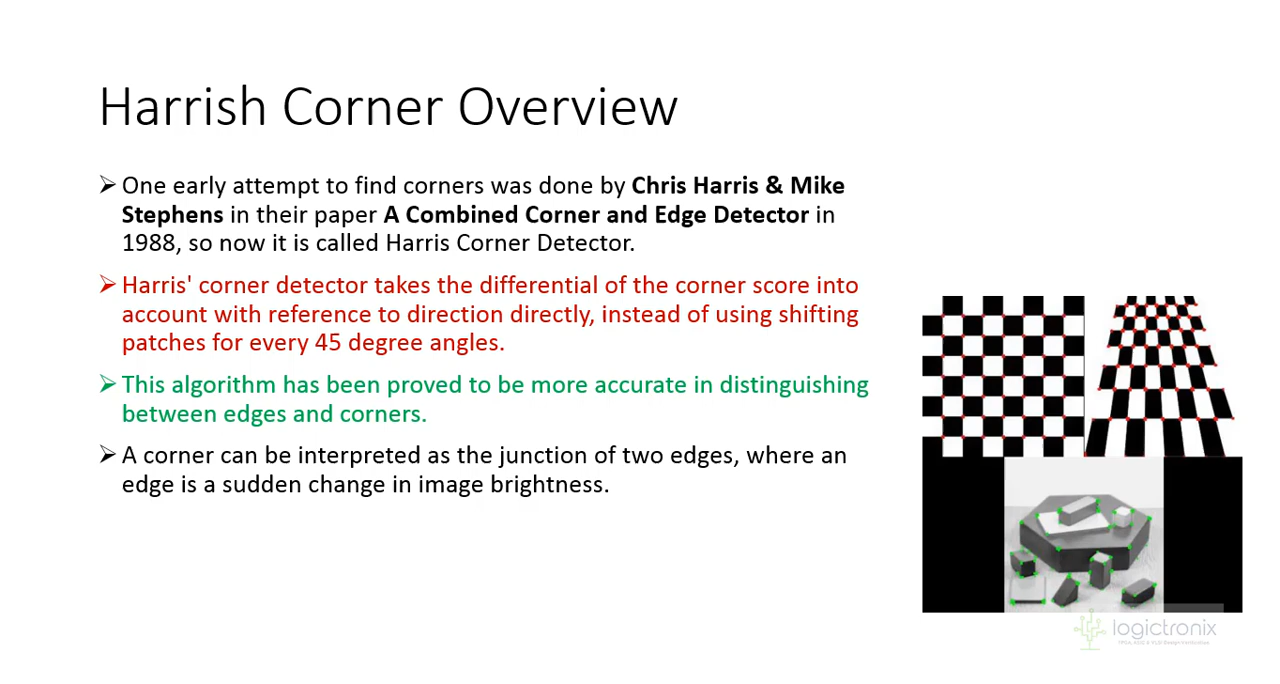 Harrish Corner Overview
➢ One early attempt to find corners was done by Chris Harris & Mike
Stephens in their paper A Combined Corner and Edge Detector in
1988, so now it is called Harris Corner Detector.
➢ Harris' corner detector takes the differential of the corner score into
account with reference to direction directly, instead of using shifting
patches for every 45 degree angles.
➢ This algorithm has been proved to be more accurate in distinguishing
between edges and corners.
➢ A corner can be interpreted as the junction of two edges, where an
edge is a sudden change in image brightness.
logictronix